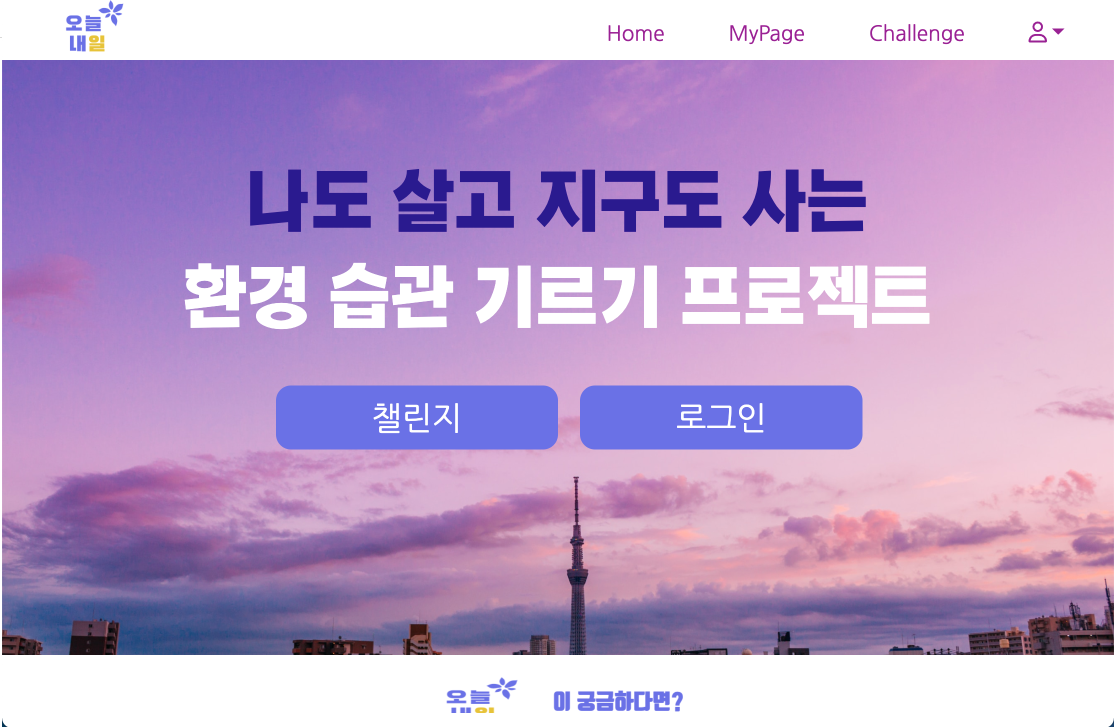 오늘
내일
Home MyPage Challenge
나도 살고 지구도 사는
환경 습관 기르기 프로젝트
챌린지 로그인
오늘
이 궁금하다면?